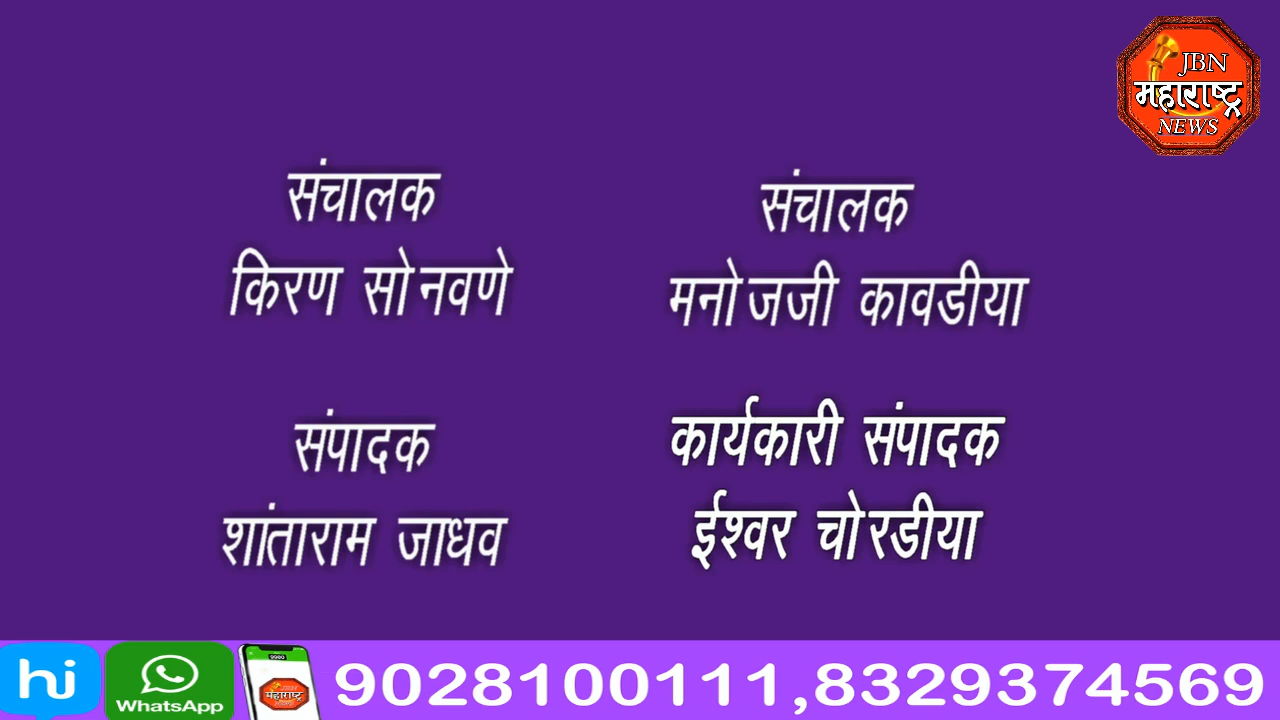 JBN
महाराष्ट्र
NEWS
संचालक
किरण सोनवणे
संचालक
मनोजजी कावडीया
संपादक
शांताराम जाधव
कार्यकारी संपादक
ईश्वर चोरडीया
hi
WhatsApp
महाराष्ट्र
9028100111,8329374569